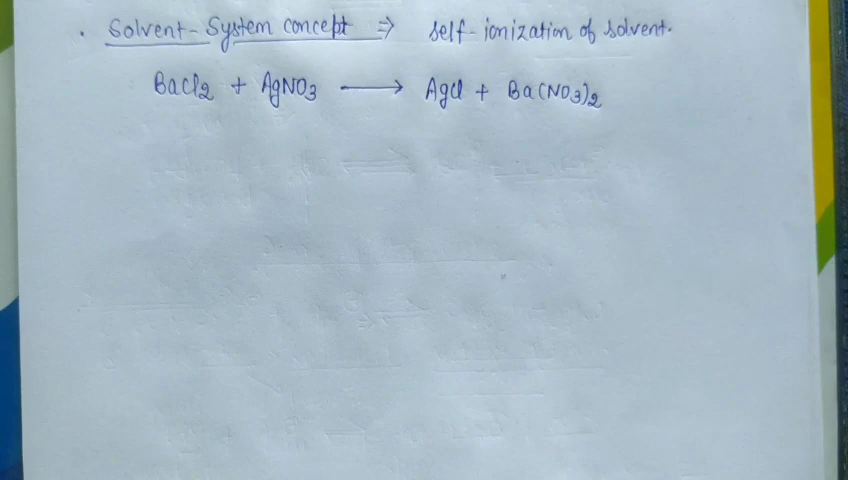 . Solvent-System concept ⇒ self-ionization of solvent.
BaCl2 + AgNO3 ⟶ AgCl + Ba(NO3)2